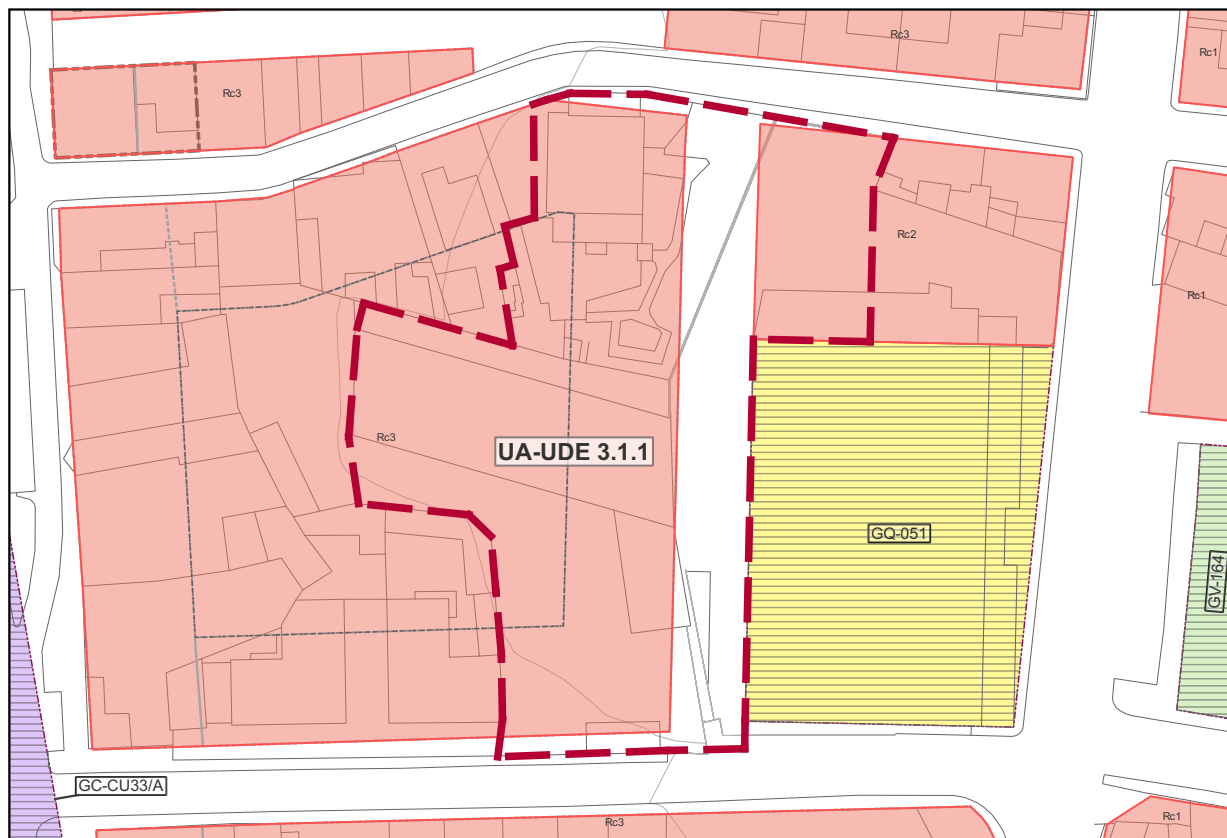 Rc3
Rc1
Rc3
Rc2
Rc1
Rc3
UA-UDE 3.1.1
GQ-051
GV-164
GC-CU33/A
Rc3
Rc1